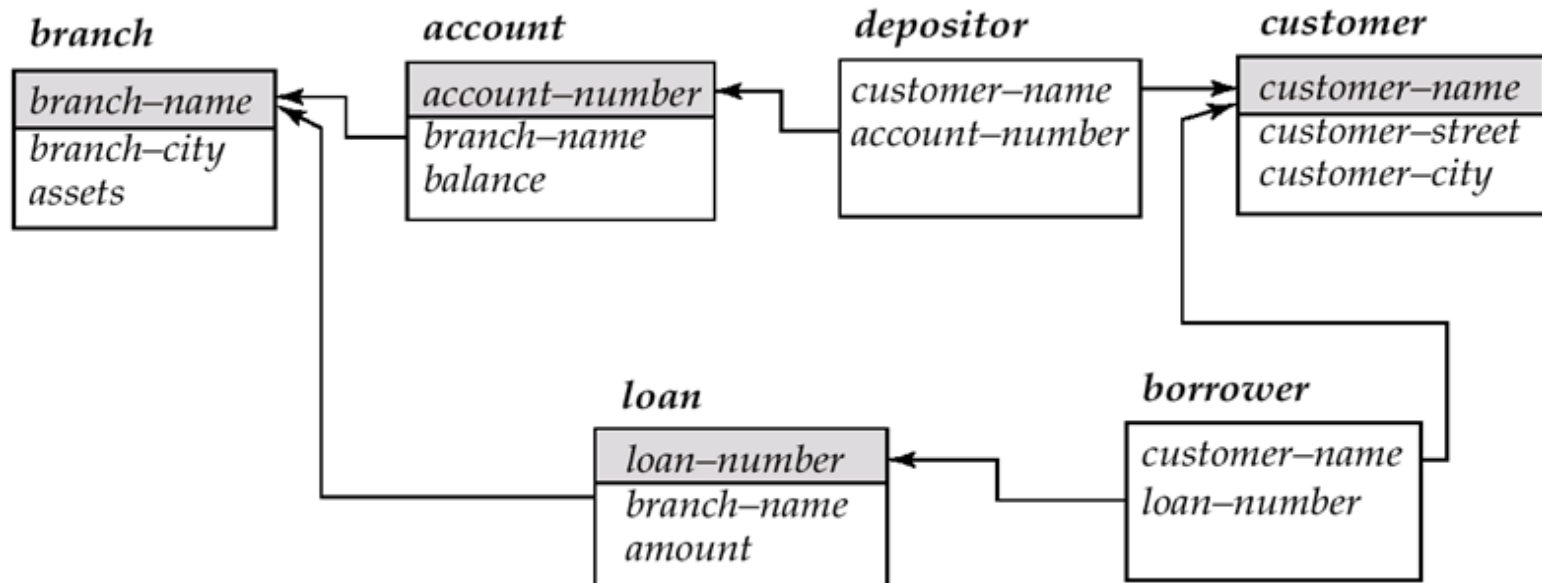 branch
branch–name
branch–city
assets
account
account–number
branch–name
balance
depositor
customer–name
account–number
customer
customer–name
customer–street
customer–city
loan
loan–number
branch–name
amount
borrower
customer–name
loan–number